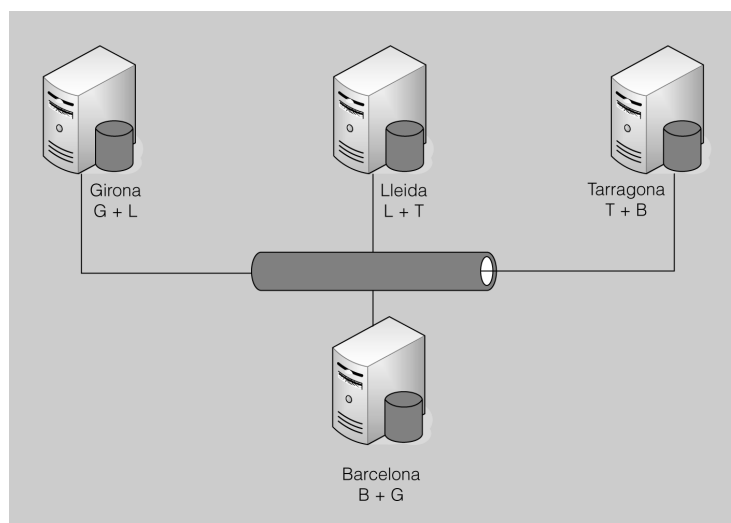 Girona
G + L
Lleida
L + T
Tarragona
T + B
Barcelona
B + G